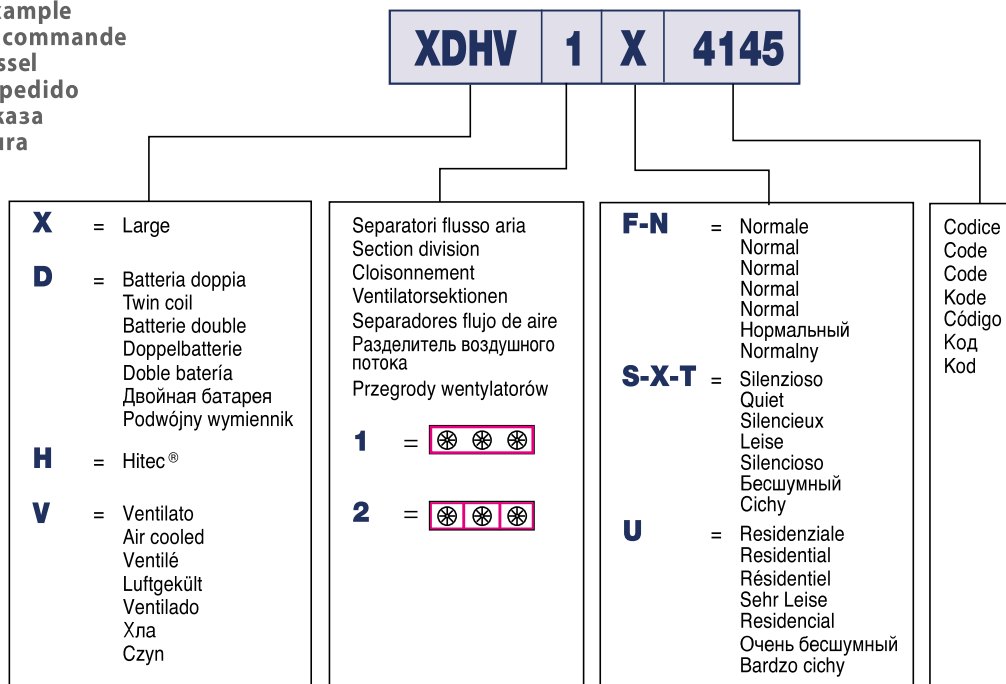 commande
pedido
XDHV 1 X 4145
X = Large
D = Batteria doppia
Twin coil
Batterie double
Doppelbatterie
Doble batería
Двойная батарея
Podwójny wymiennik
H = Hitec ®
V = Ventilato
Air cooled
Ventilé
Luftgekült
Ventilado
Хла
Czyn
Separatori flusso aria
Section division
Cloisonnement
Ventilatorsektionen
Separadores flujo de aire
Разделитель воздушного
потока
Przegrody wentylatorów
1 =
2 =
F-N = Normale
Normal
Normal
Normal
Normal
Нормальный
Normalny
S-X-T = Silenzioso
Quiet
Silencieux
Leise
Silencioso
Бесшумный
Cichy
U = Residenziale
Residential
Résidentiel
Sehr Leise
Residencial
Очень бесшумный
Bardzo cichy
Codice
Code
Code
Kode
Código
Код
Kod